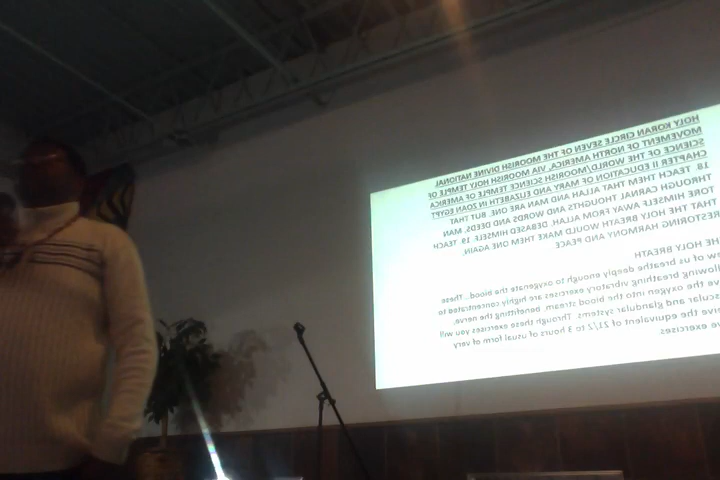 HOLY KORAN CIRCLE SEVEN OF THE MOORISH DIVINE NATIONAL
MOVEMENT OF NORTH AMERICA, VIA MOORISH HOLY TEMPLE OF
SCIENCE OF THE WORLD/MOORISH SCIENCE TEMPLE OF AMERICA
CHAPTER II EDUCATION OF MARY AND ELIZABETH IN ZOAN EGYPT
18. TEACH THEM THAT ALLAH AND MAN ARE ONE, BUT THAT
THROUGH CARNAL THOUGHTS AND WORDS AND DEEDS, MAN
TORE HIMSELF AWAY FROM ALLAH, DEBASED HIMSELF. 19. TEACH
THAT THE HOLY BREATH WOULD MAKE THEM ONE AGAIN,
RESTORING HARMONY AND PEACE
THE HOLY BREATH
of us breathe deeply enough to oxygenate the blood...These
breathing vibratory exercises are highly concentrated to
the oxygen into the blood stream, benefiting the nerve,
and glandular systems. Through these exercises you will
the equivalent of 2 1/2 to 3 hours of usual form of very
exercises